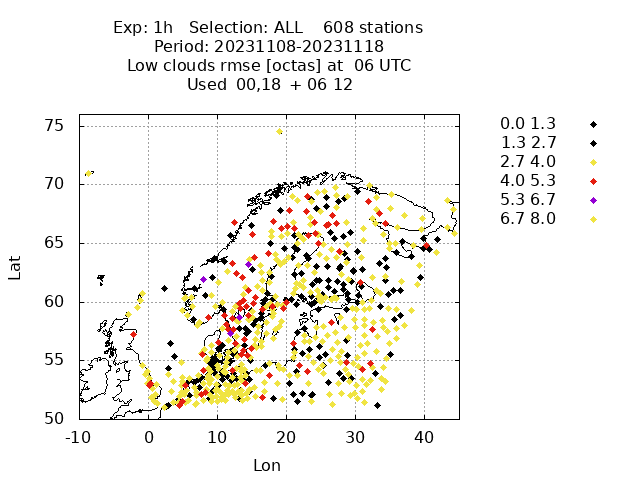 Exp: 1h   Selection: ALL    608 stations
Period: 20231108-20231118
Low clouds rmse [octas] at  06 UTC
Used  00,18  + 06 12
75
70
65
60
55
50
Lat
-10 0 10 20 30 40
Lon
0.0 1.3
1.3 2.7
2.7 4.0
4.0 5.3
5.3 6.7
6.7 8.0